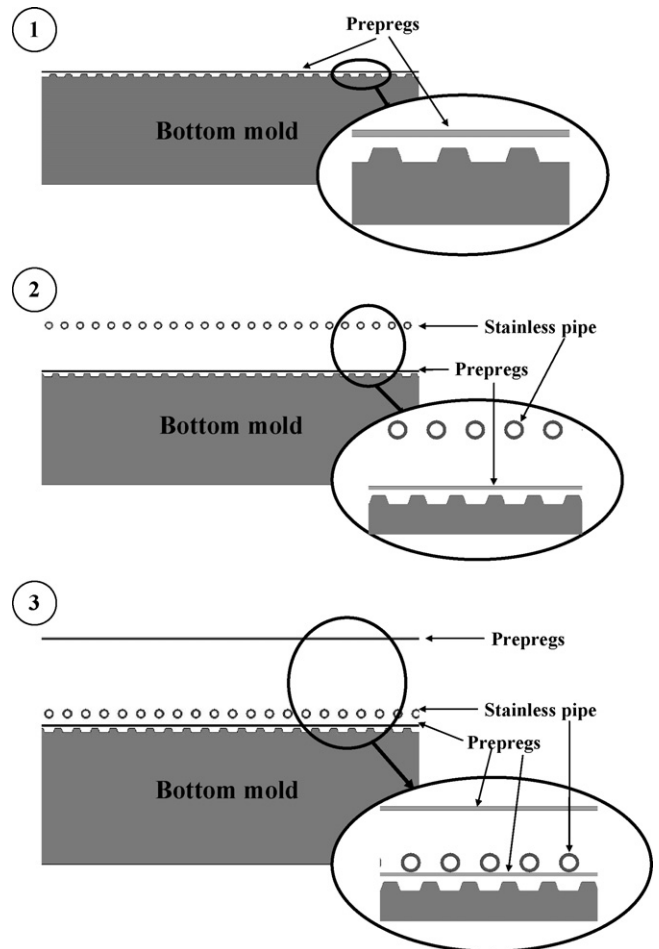 1
Prepregs
Bottom mold
2
Stainless pipe
Prepregs
Bottom mold
3
Prepregs
Stainless pipe
Prepregs
Bottom mold